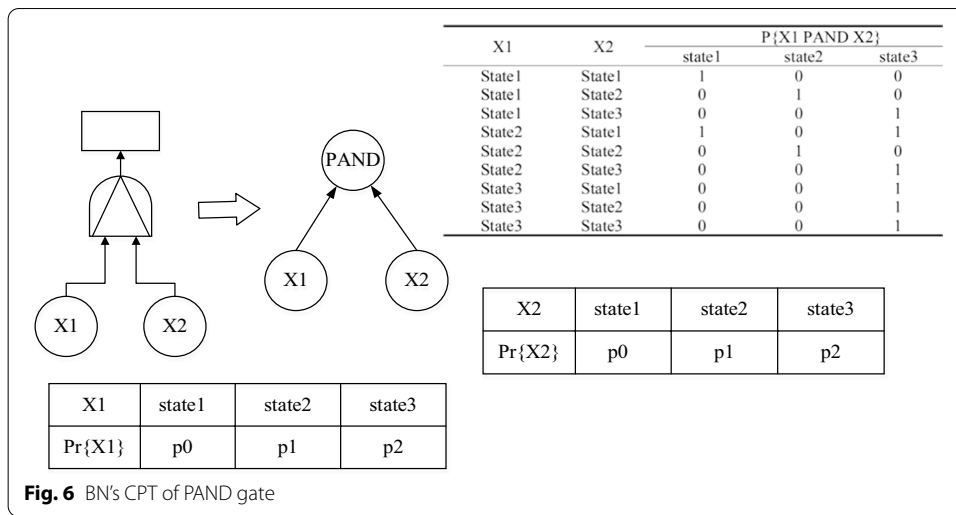 X1 X2 P{X1 PAND X2}
state1 state2 state3
State1 State1 1 0 0
State1 State2 0 1 0
State1 State3 0 0 1
State2 State1 1 0 1
State2 State2 0 1 0
State2 State3 0 0 1
State3 State1 0 0 1
State3 State2 0 0 1
State3 State3 0 0 1
PAND
X1 X2
X1 X2
X2 state1 state2 state3
Pr{X2} p0 p1 p2
X1 state1 state2 state3
Pr{X1} p0 p1 p2
Fig. 6 BN's CPT of PAND gate